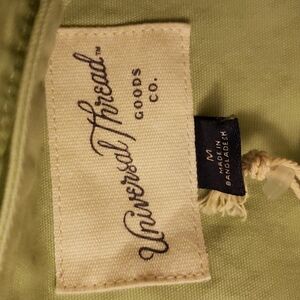 Universal Thread™
GOODS
CO.
M
MADE IN
BANGLADESH